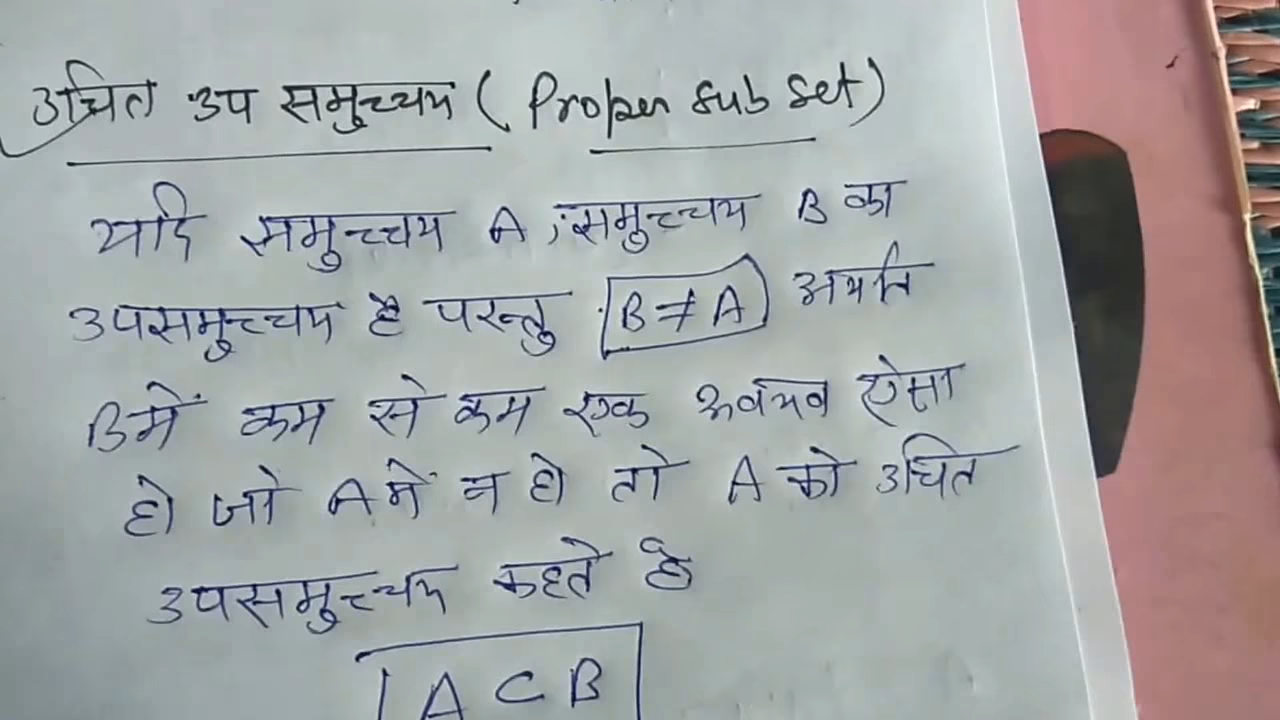 उचित उप समुच्चय ( Proper sub set)
यदि समुच्चय A, समुच्चय B का
उपसमुच्चय है परन्तु B ≠ A अर्थात
B में कम से कम एक अवयव ऐसा
हो जो A में न हो तो A को उचित
उपसमुच्चय कहते है
A ⊂ B